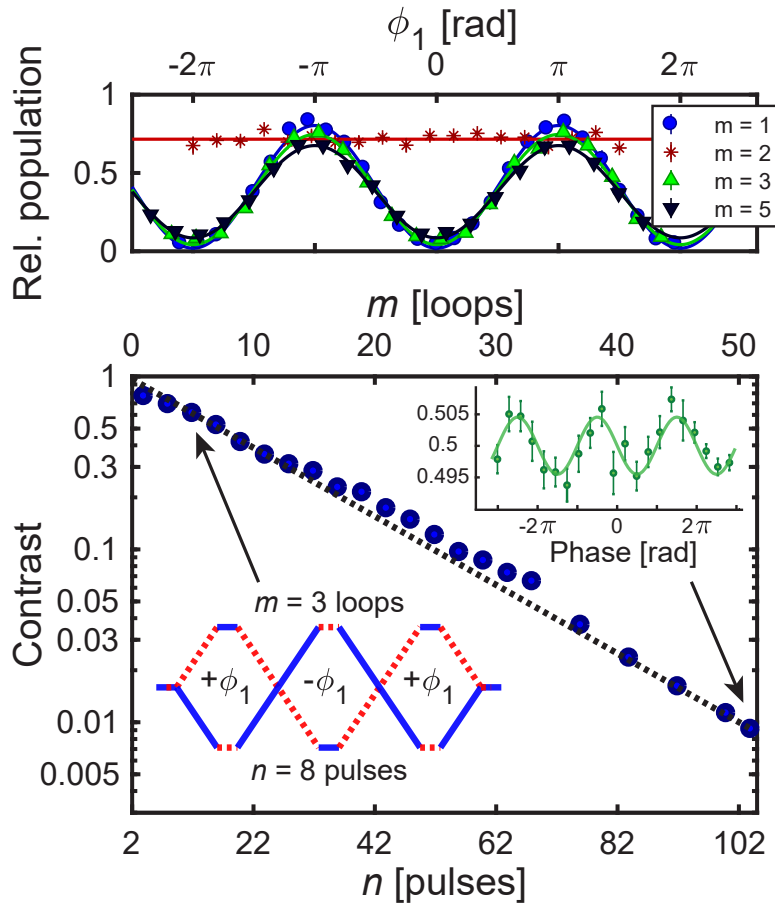 ϕ₁ [rad]
-2π -π 0 π 2π
Rel. population
1
0.5
0
m = 1
m = 2
m = 3
m = 5
m [loops]
0 10 20 30 40 50
Contrast
1
0.5
0.3
0.1
0.05
0.03
0.01
0.005
0.505
0.5
0.495
-2π 0 2π
Phase [rad]
m = 3 loops
+ϕ₁ -ϕ₁ +ϕ₁
n = 8 pulses
2 22 42 62 82 102
n [pulses]